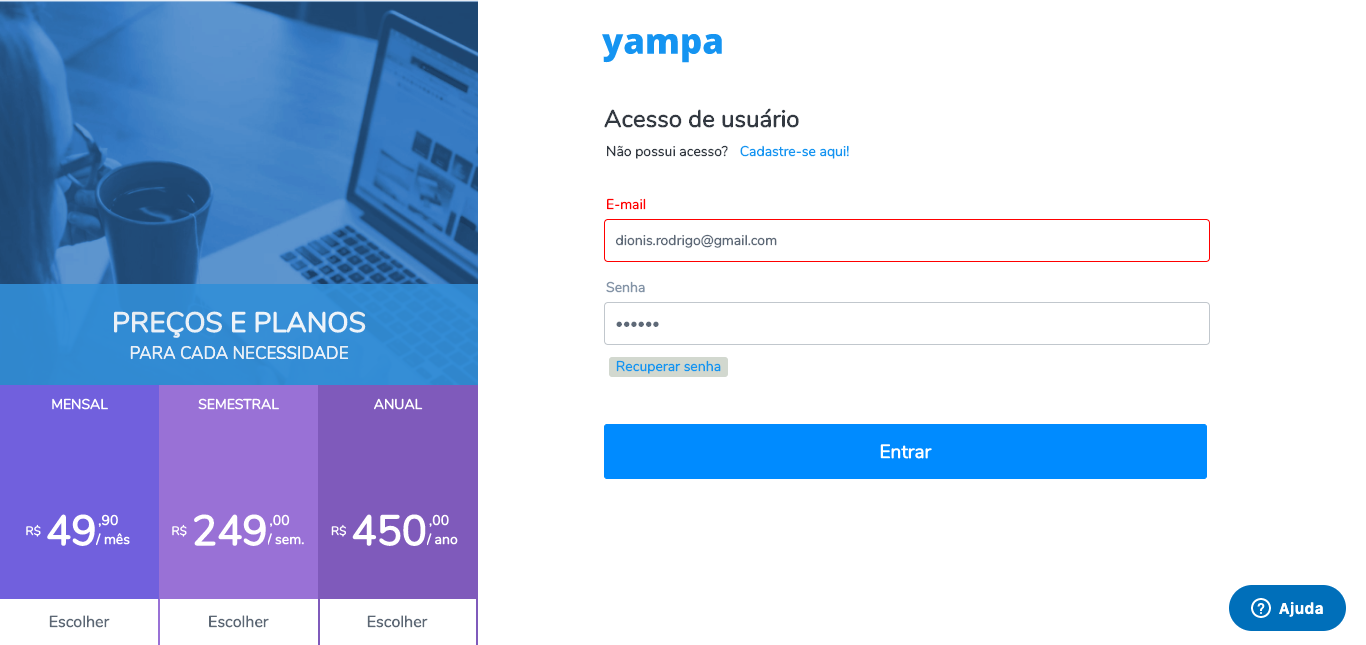 yampa
Acesso de usuário
Não possui acesso? Cadastre-se aqui!
E-mail
dionis.rodrigo@gmail.com
Senha
••••••
Recuperar senha
Entrar
PREÇOS E PLANOS
PARA CADA NECESSIDADE
MENSAL
R$ 49,90 / mês
Escolher
SEMESTRAL
R$ 249,00 / sem.
Escolher
ANUAL
R$ 450,00 / ano
Escolher
Ajuda